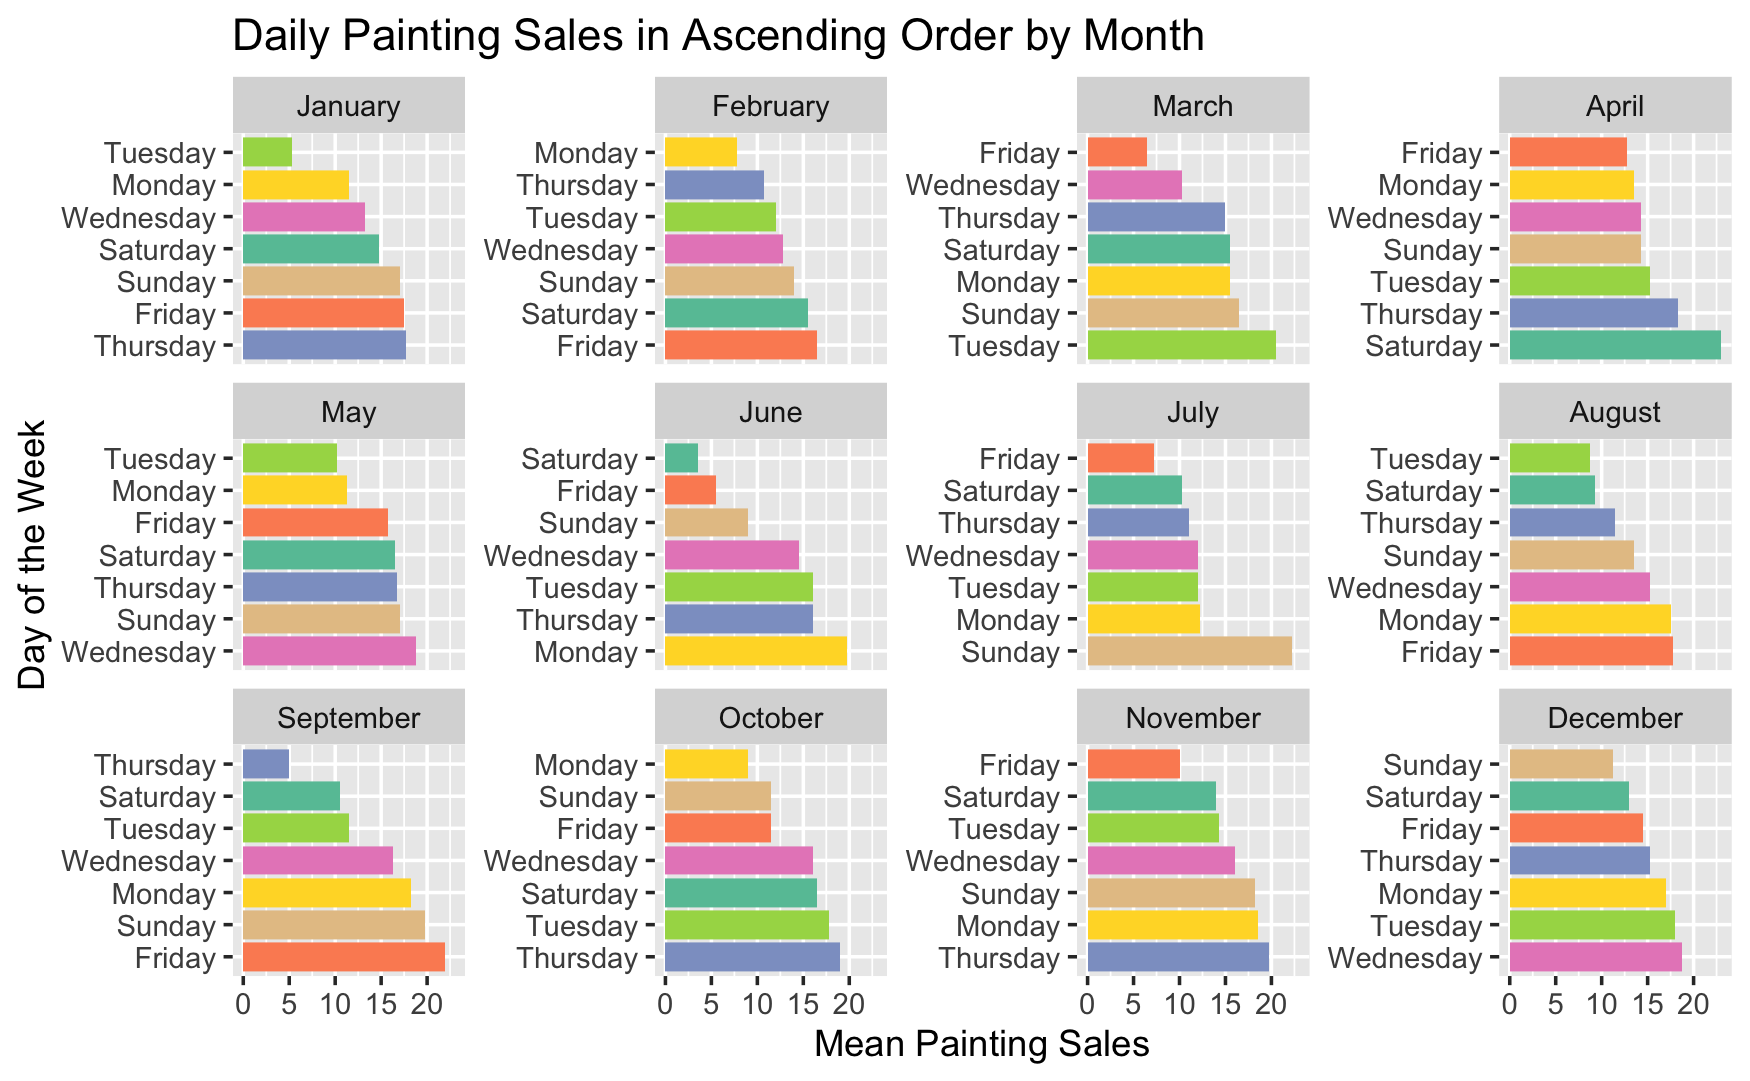 Daily Painting Sales in Ascending Order by Month
January
Tuesday
Monday
Wednesday
Saturday
Sunday
Friday
Thursday
February
Monday
Thursday
Tuesday
Wednesday
Sunday
Saturday
Friday
March
Friday
Wednesday
Thursday
Saturday
Monday
Sunday
Tuesday
April
Friday
Monday
Wednesday
Sunday
Tuesday
Thursday
Saturday
Day of the Week
May
Tuesday
Monday
Friday
Saturday
Thursday
Sunday
Wednesday
June
Saturday
Friday
Sunday
Wednesday
Tuesday
Thursday
Monday
July
Friday
Saturday
Thursday
Wednesday
Tuesday
Monday
Sunday
August
Tuesday
Saturday
Thursday
Sunday
Wednesday
Monday
Friday
September
Thursday
Saturday
Tuesday
Wednesday
Monday
Sunday
Friday
0 5 10 15 20
October
Monday
Sunday
Friday
Wednesday
Saturday
Tuesday
Thursday
0 5 10 15 20
November
Friday
Saturday
Tuesday
Wednesday
Sunday
Monday
Thursday
0 5 10 15 20
December
Sunday
Saturday
Friday
Thursday
Monday
Tuesday
Wednesday
0 5 10 15 20
Mean Painting Sales